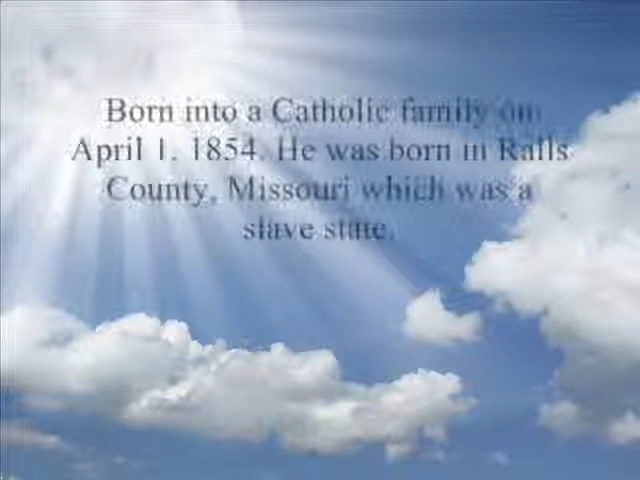 Born into a Catholic family on
April 1, 1854. He was born in Ralls
County, Missouri which was a
slave state.